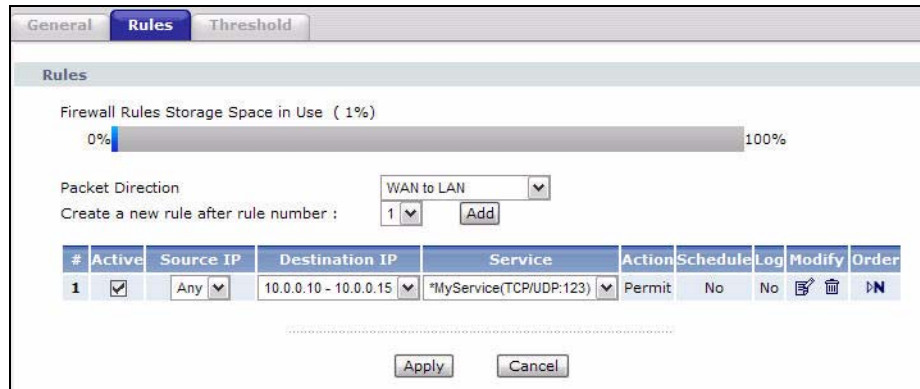 General Rules Threshold
Rules
Firewall Rules Storage Space in Use ( 1%)
0% 100%
Packet Direction WAN to LAN
Create a new rule after rule number : 1 Add
# Active Source IP Destination IP Service Action Schedule Log Modify Order
1 Any 10.0.0.10 - 10.0.0.15 *MyService(TCP/UDP:123) Permit No No N
Apply Cancel